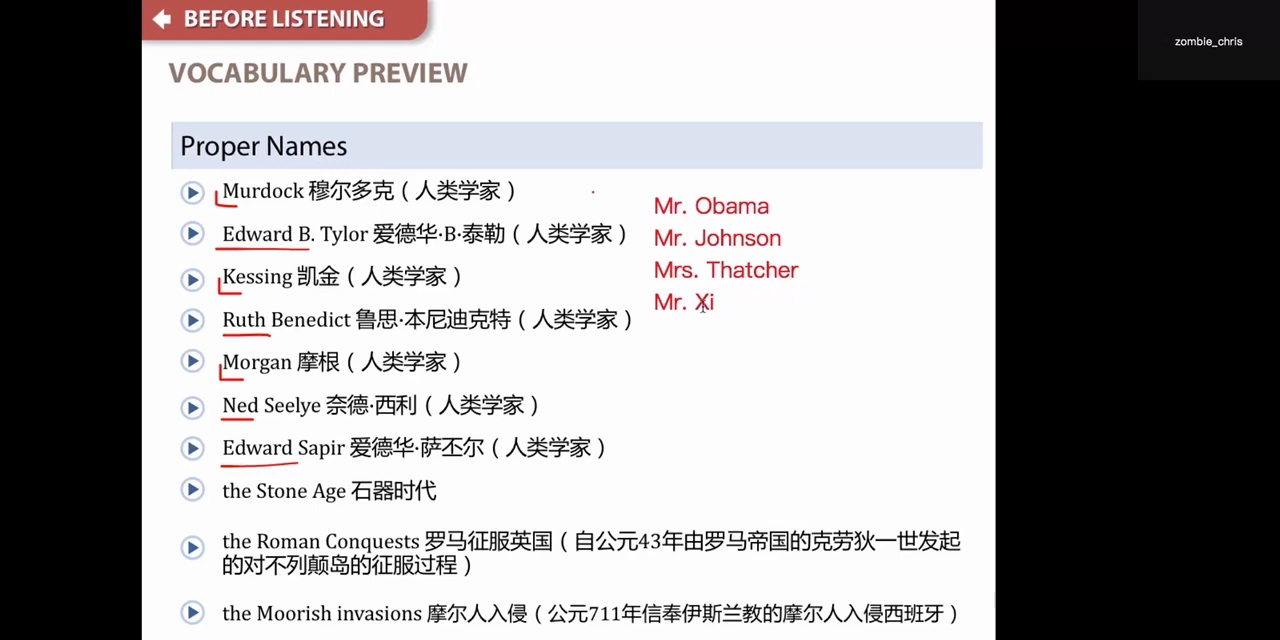 BEFORE LISTENING
zombie_chris
VOCABULARY PREVIEW
Proper Names
Murdock 穆尔多克（人类学家）
Edward B. Tylor 爱德华·B·泰勒（人类学家）
Kessing 凯金（人类学家）
Ruth Benedict 鲁思·本尼迪克特（人类学家）
Morgan 摩根（人类学家）
Ned Seelye 奈德·西利（人类学家）
Edward Sapir 爱德华·萨丕尔（人类学家）
the Stone Age 石器时代
the Roman Conquests 罗马征服英国（自公元43年由罗马帝国的克劳狄一世发起
的对不列颠岛的征服过程）
the Moorish invasions 摩尔人入侵（公元711年信奉伊斯兰教的摩尔人入侵西班牙）
Mr. Obama
Mr. Johnson
Mrs. Thatcher
Mr. Xi